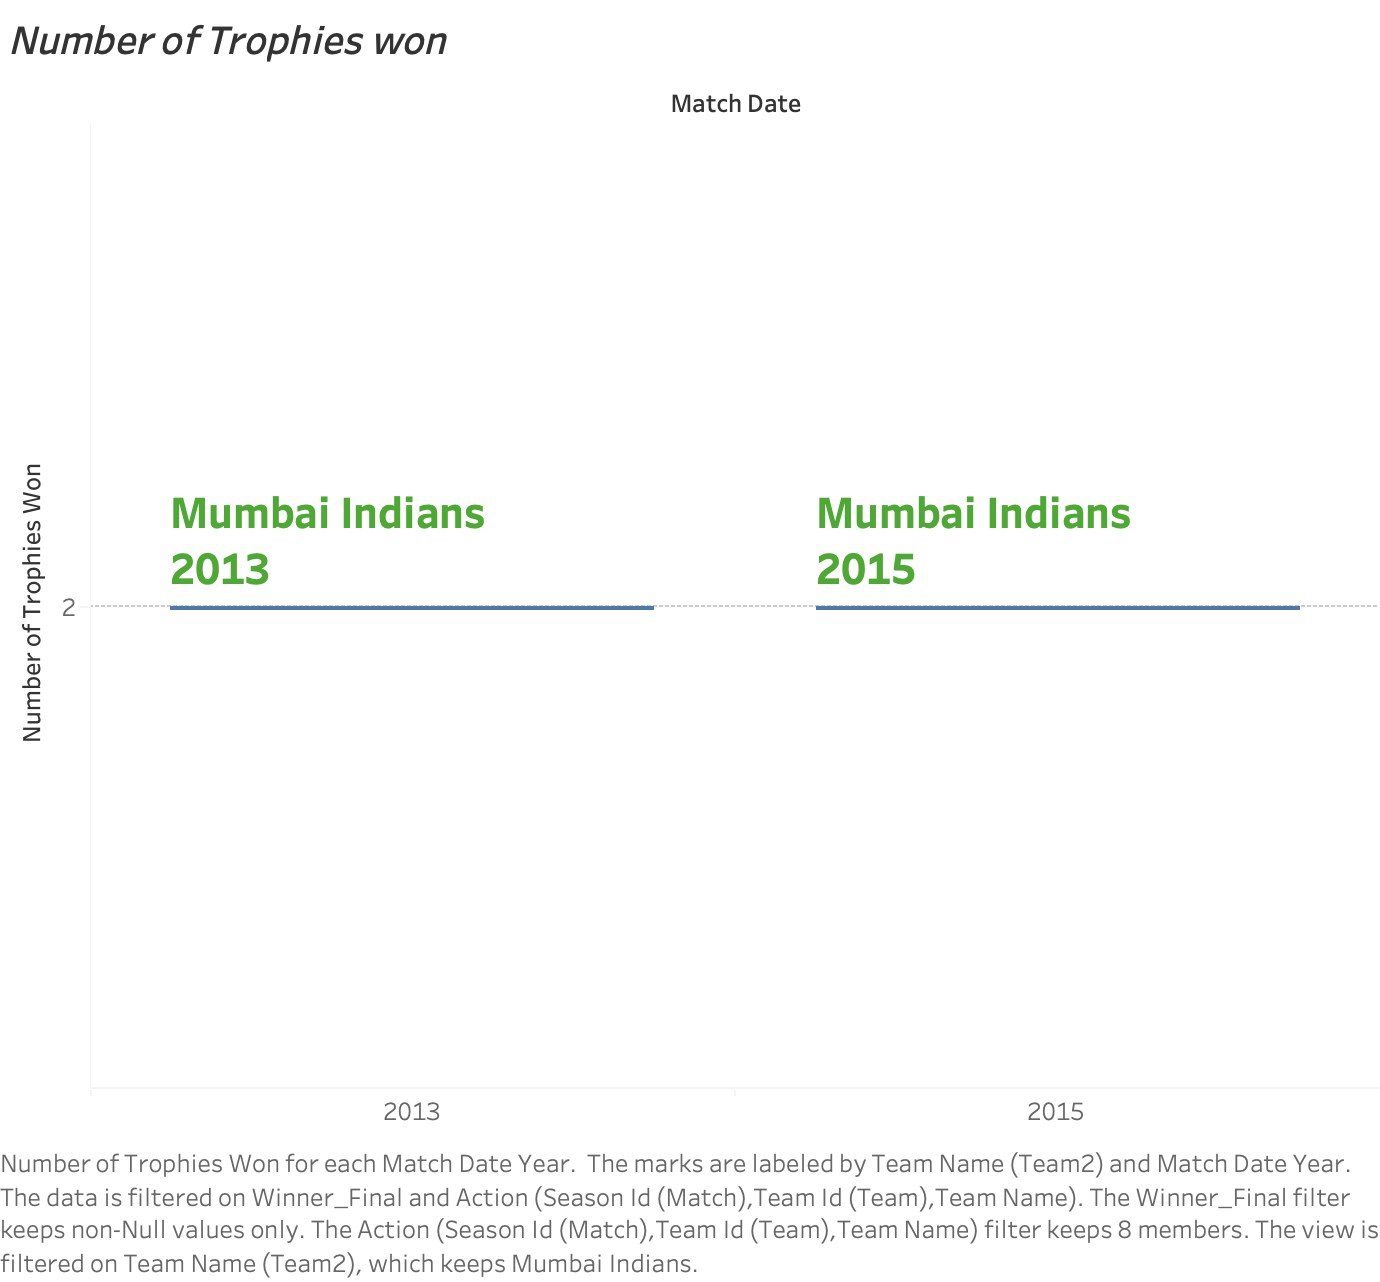 Number of Trophies won
Match Date
Number of Trophies Won
Mumbai Indians
2013
Mumbai Indians
2015
2
2013
2015
Number of Trophies Won for each Match Date Year.  The marks are labeled by Team Name (Team2) and Match Date Year.
The data is filtered on Winner_Final and Action (Season Id (Match),Team Id (Team),Team Name). The Winner_Final filter
keeps non-Null values only. The Action (Season Id (Match),Team Id (Team),Team Name) filter keeps 8 members. The view is
filtered on Team Name (Team2), which keeps Mumbai Indians.